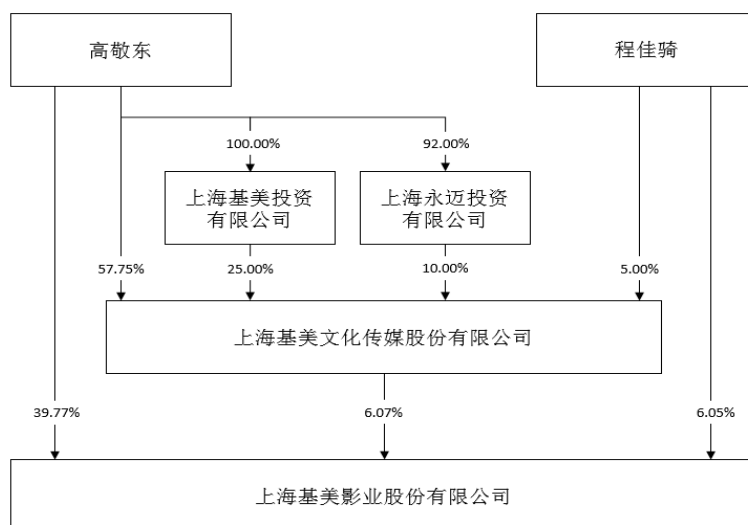 高敬东
程佳骑
100.00%
92.00%
上海基美投资
有限公司
上海永迈投资
有限公司
57.75%
25.00%
10.00%
5.00%
上海基美文化传媒股份有限公司
39.77%
6.07%
6.05%
上海基美影业股份有限公司